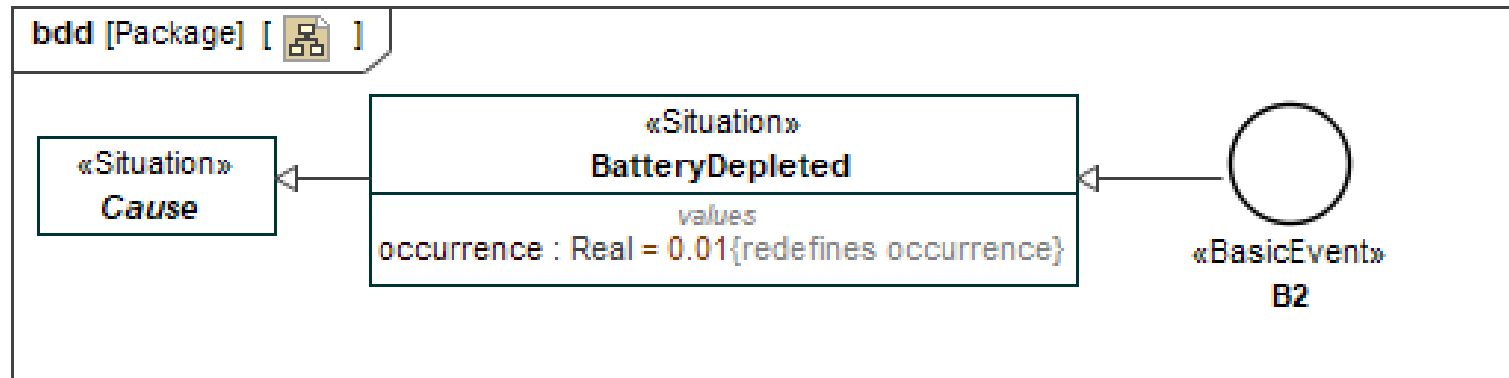 bdd [Package] [ ]
«Situation»
Cause
«Situation»
BatteryDepleted
values
occurrence : Real = 0.01{redefines occurrence}
«BasicEvent»
B2